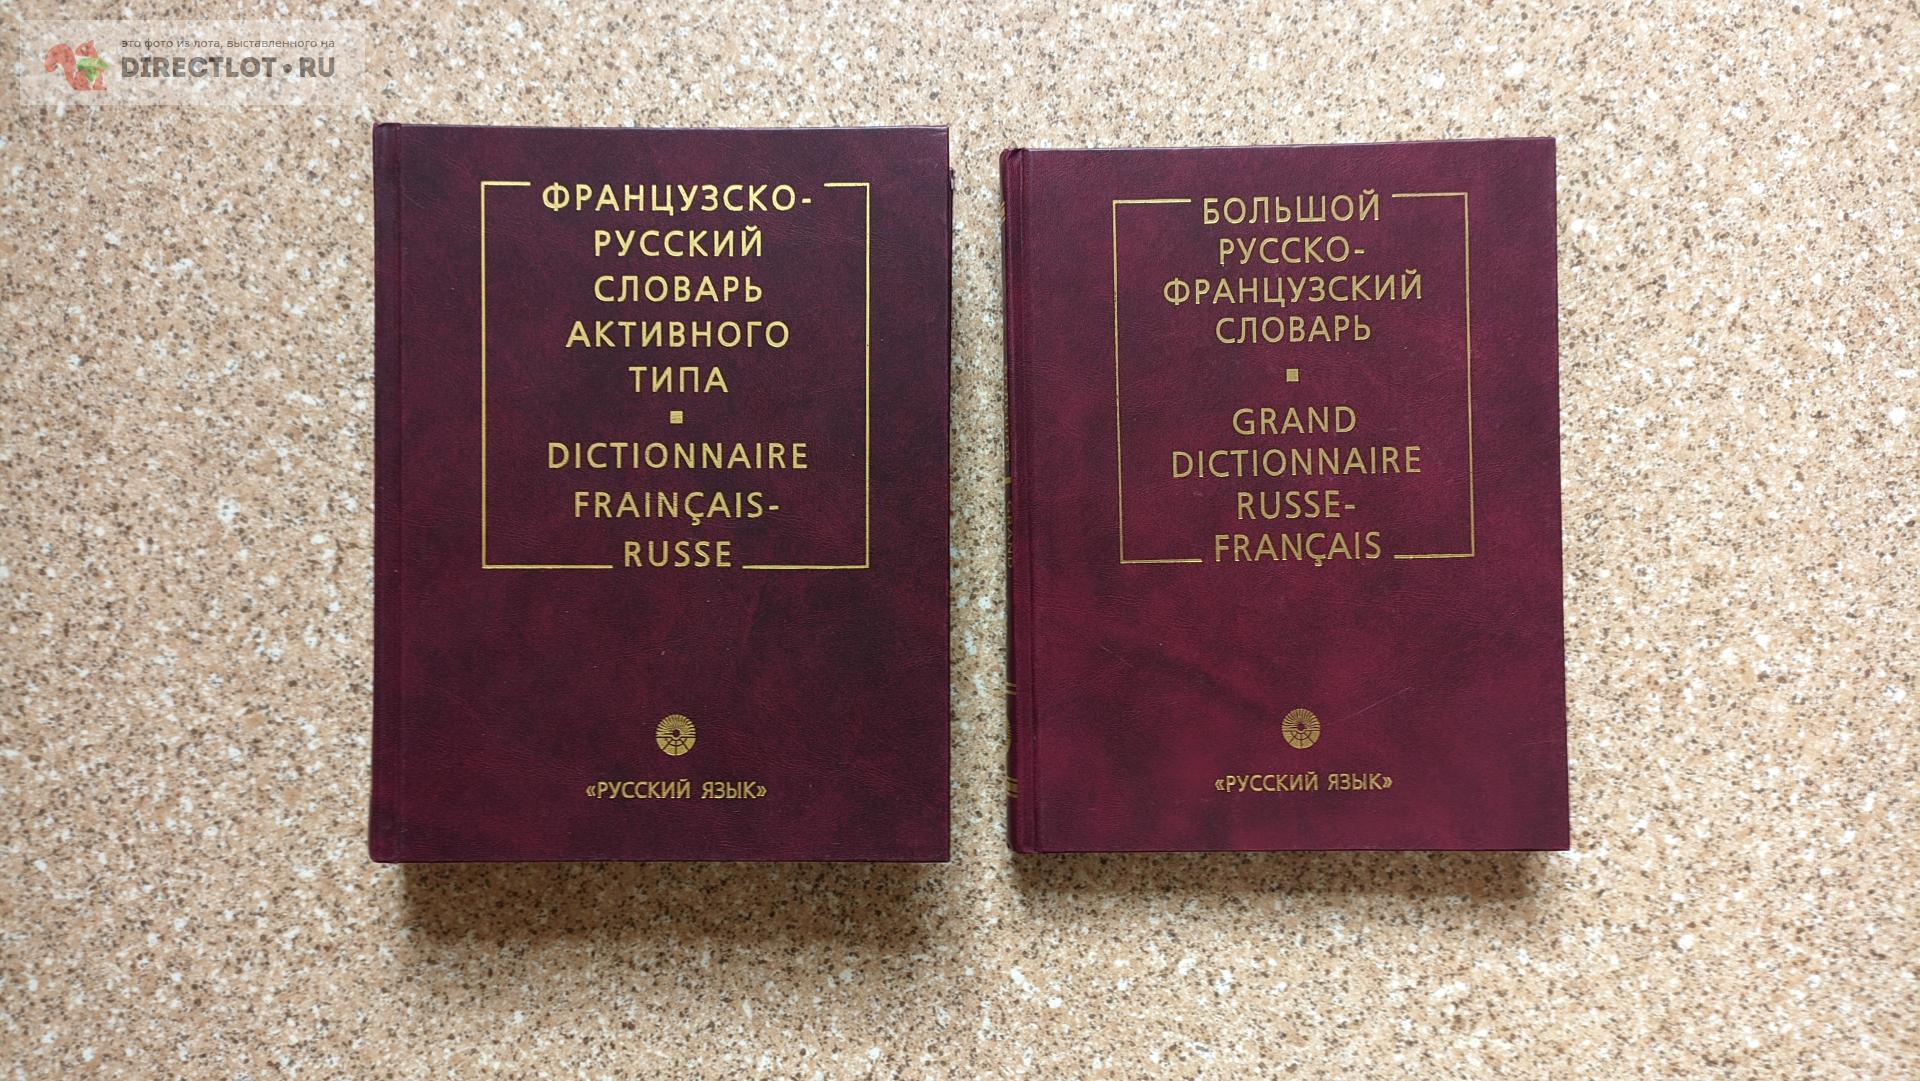 это фото из лота, выставленного на
DIRECTLOT•RU
ФРАНЦУЗСКО-
РУССКИЙ
СЛОВАРЬ
АКТИВНОГО
ТИПА
DICTIONNAIRE
FRAINÇAIS-
RUSSE
«РУССКИЙ ЯЗЫК»
БОЛЬШОЙ
РУССКО-
ФРАНЦУЗСКИЙ
СЛОВАРЬ
GRAND
DICTIONNAIRE
RUSSE-
FRANÇAIS
«РУССКИЙ ЯЗЫК»